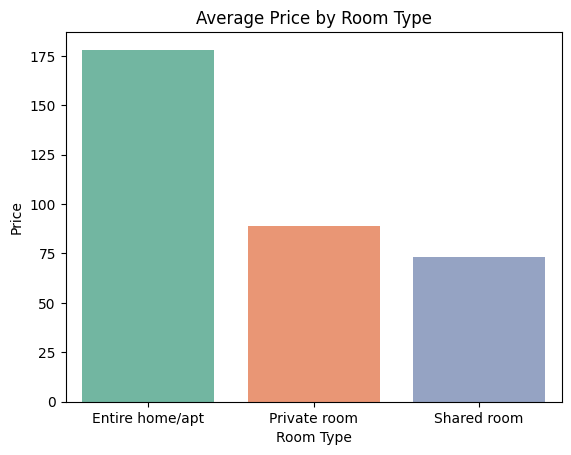 Average Price by Room Type
175
150
125
100
75
50
25
0
Price
Entire home/apt
Private room
Shared room
Room Type